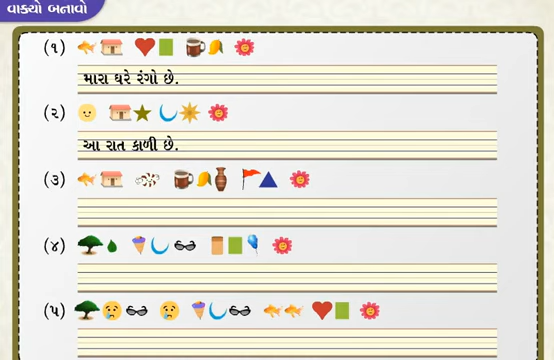 વાક્યો બનાવો
(૧)
મારા ઘરે રંગો છે.
(૨)
આ રાત કાળી છે.
(૩)
(૪)
(૫)